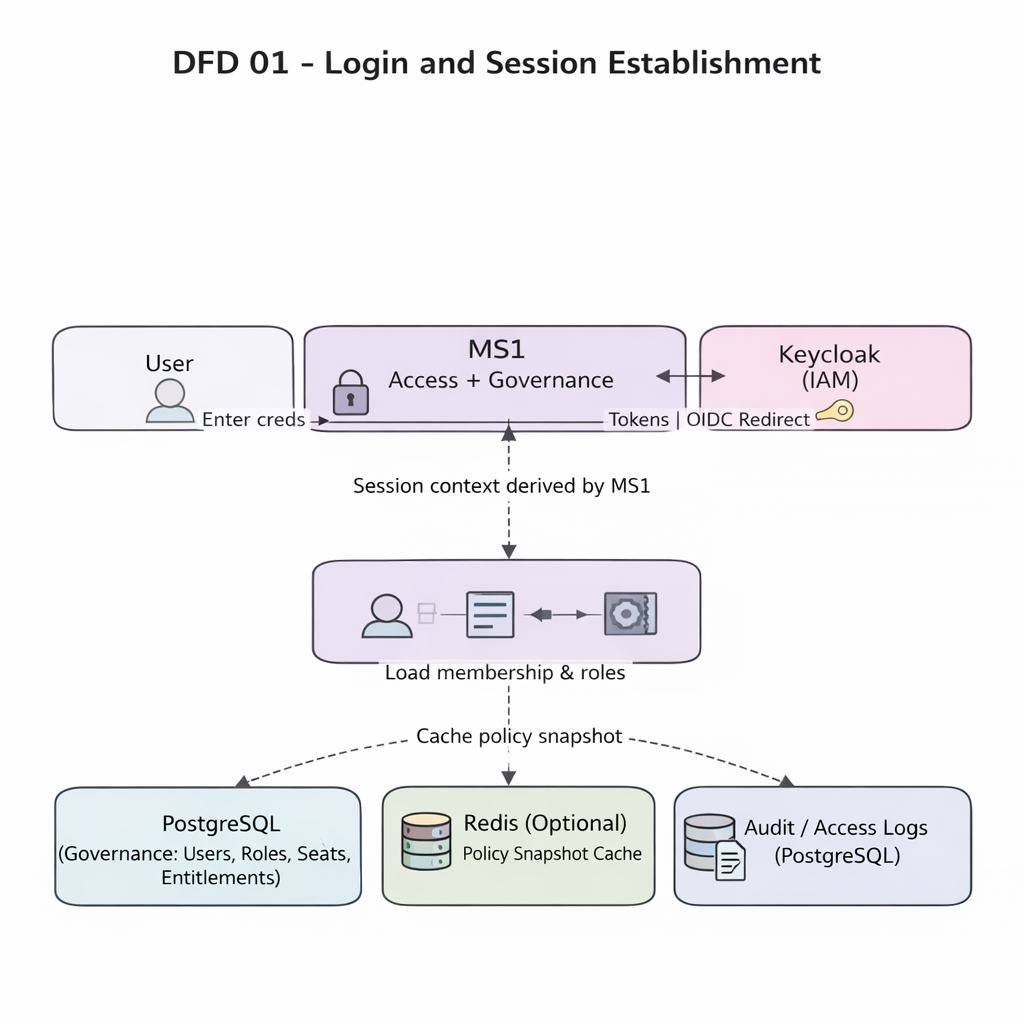 DFD 01 - Login and Session Establishment
User
MS1
Access + Governance
Keycloak
(IAM)
Enter creds
Tokens | OIDC Redirect
Session context derived by MS1
Load membership & roles
Cache policy snapshot
PostgreSQL
(Governance: Users, Roles, Seats,
Entitlements)
Redis (Optional)
Policy Snapshot Cache
Audit / Access Logs
(PostgreSQL)